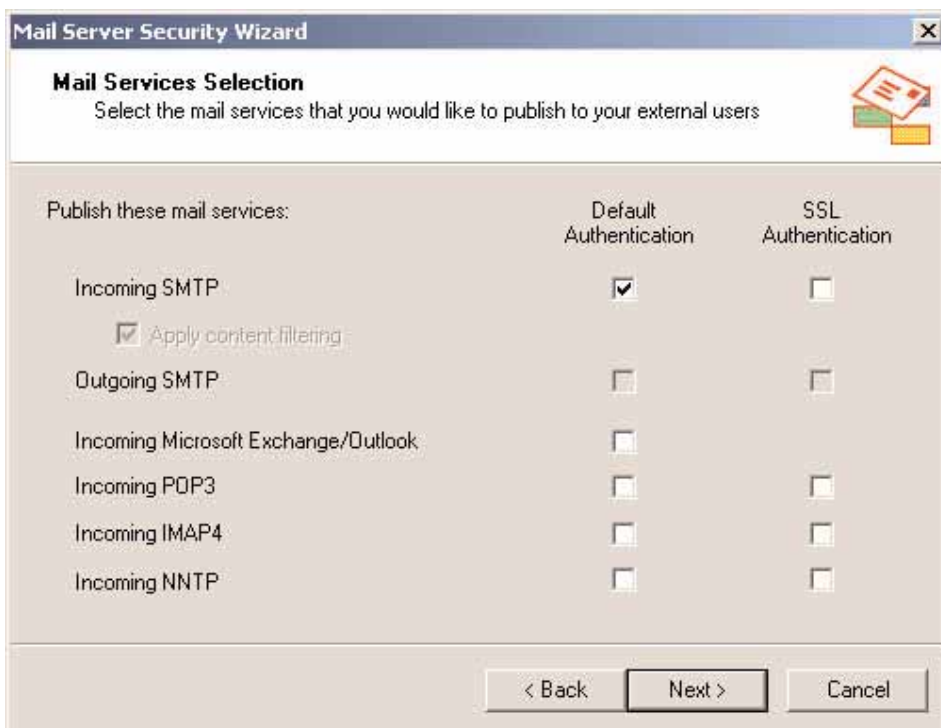 Mail Server Security Wizard
Mail Services Selection
Select the mail services that you would like to publish to your external users
Publish these mail services:
Default
Authentication
SSL
Authentication
Incoming SMTP
Apply content filtering
Outgoing SMTP
Incoming Microsoft Exchange/Outlook
Incoming POP3
Incoming IMAP4
Incoming NNTP
< Back
Next >
Cancel